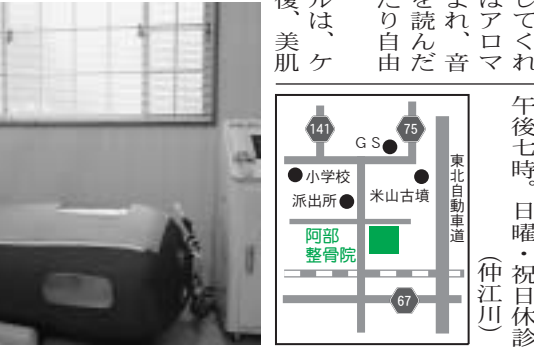 してくれ
はアロマ
まれ、音
を読んだ
たり自由
ルは、ケ
後、美肌
午後七時。日曜・祝日休診
(仲江川)
141
75
GS
小学校
派出所
米山古墳
東北自動車道
阿部
整骨院
67